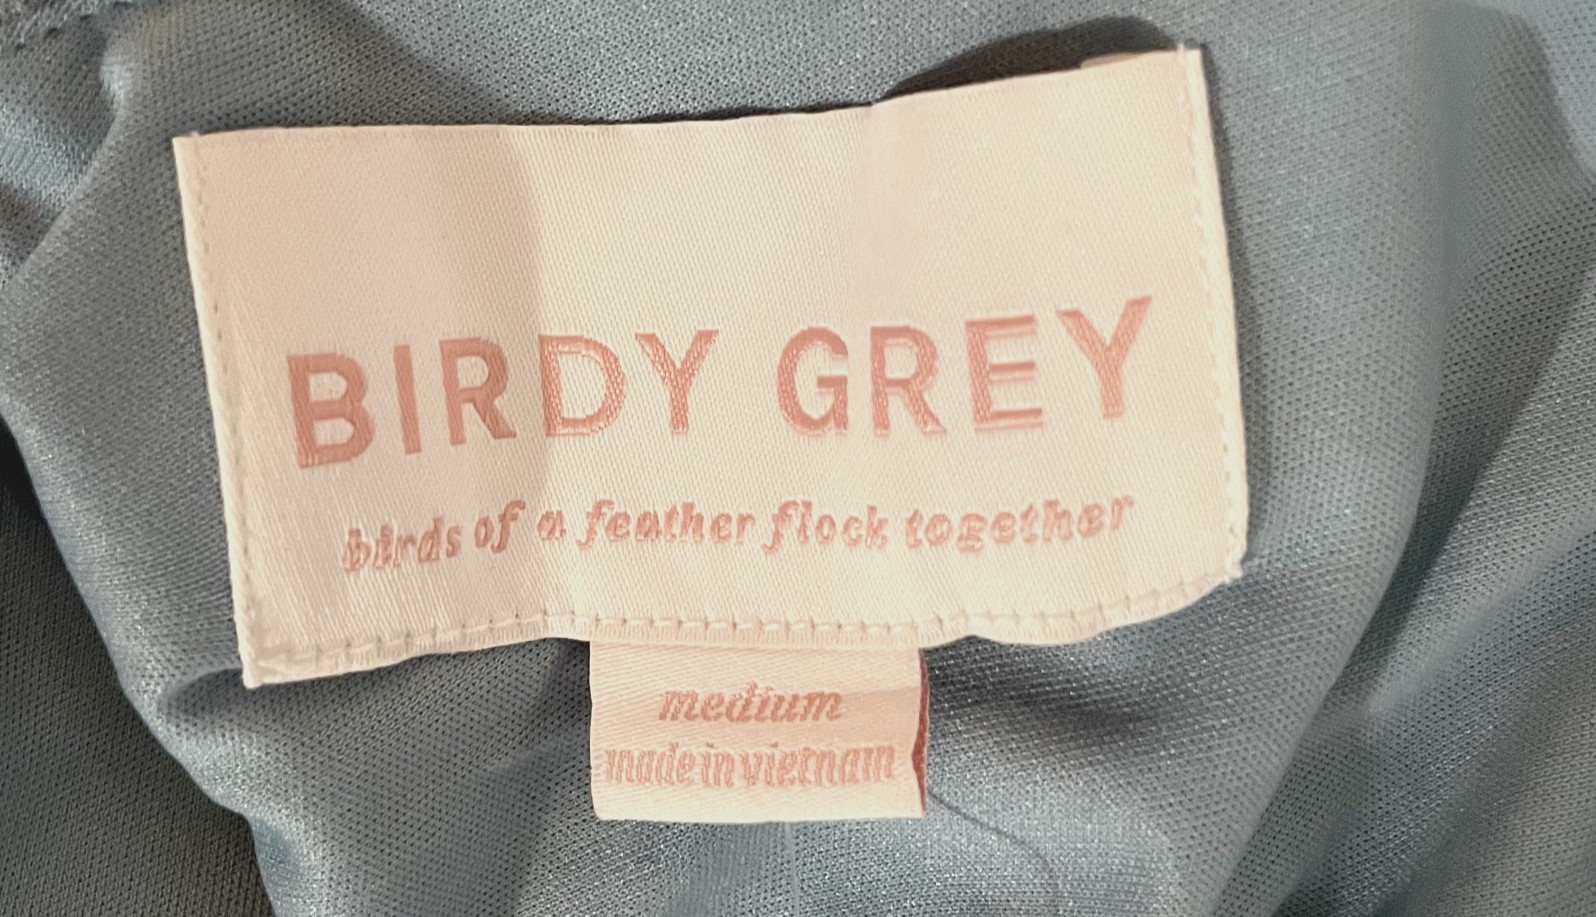 BIRDY GREY
birds of a feather flock together
medium
made in vietnam